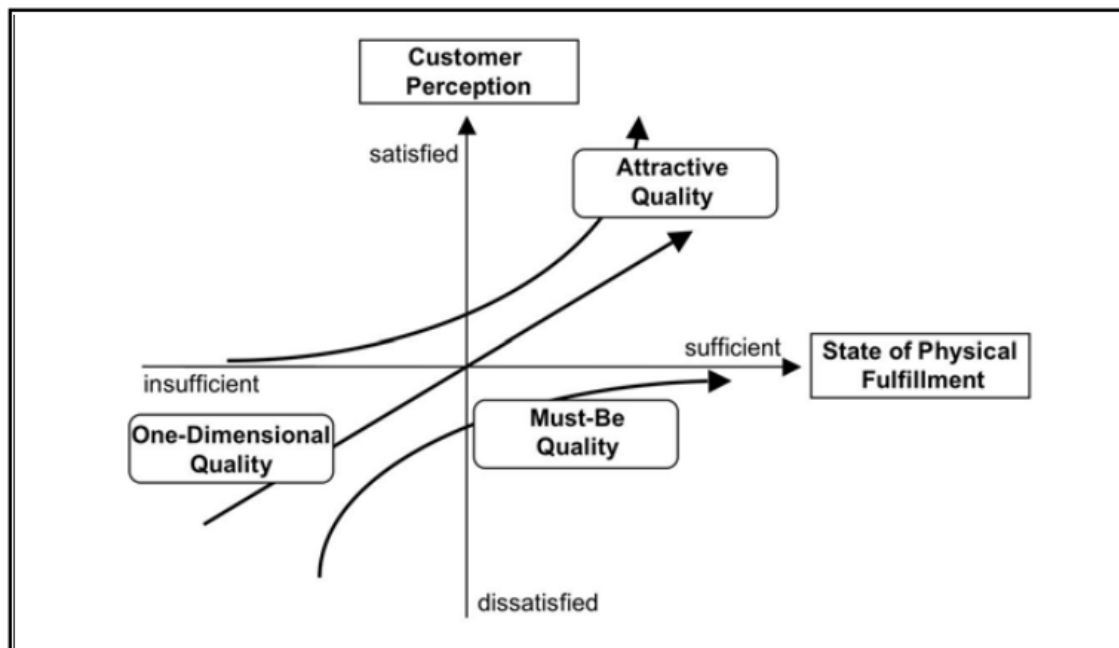 Customer
Perception
satisfied
Attractive
Quality
sufficient
State of Physical
Fulfillment
insufficient
One-Dimensional
Quality
Must-Be
Quality
dissatisfied